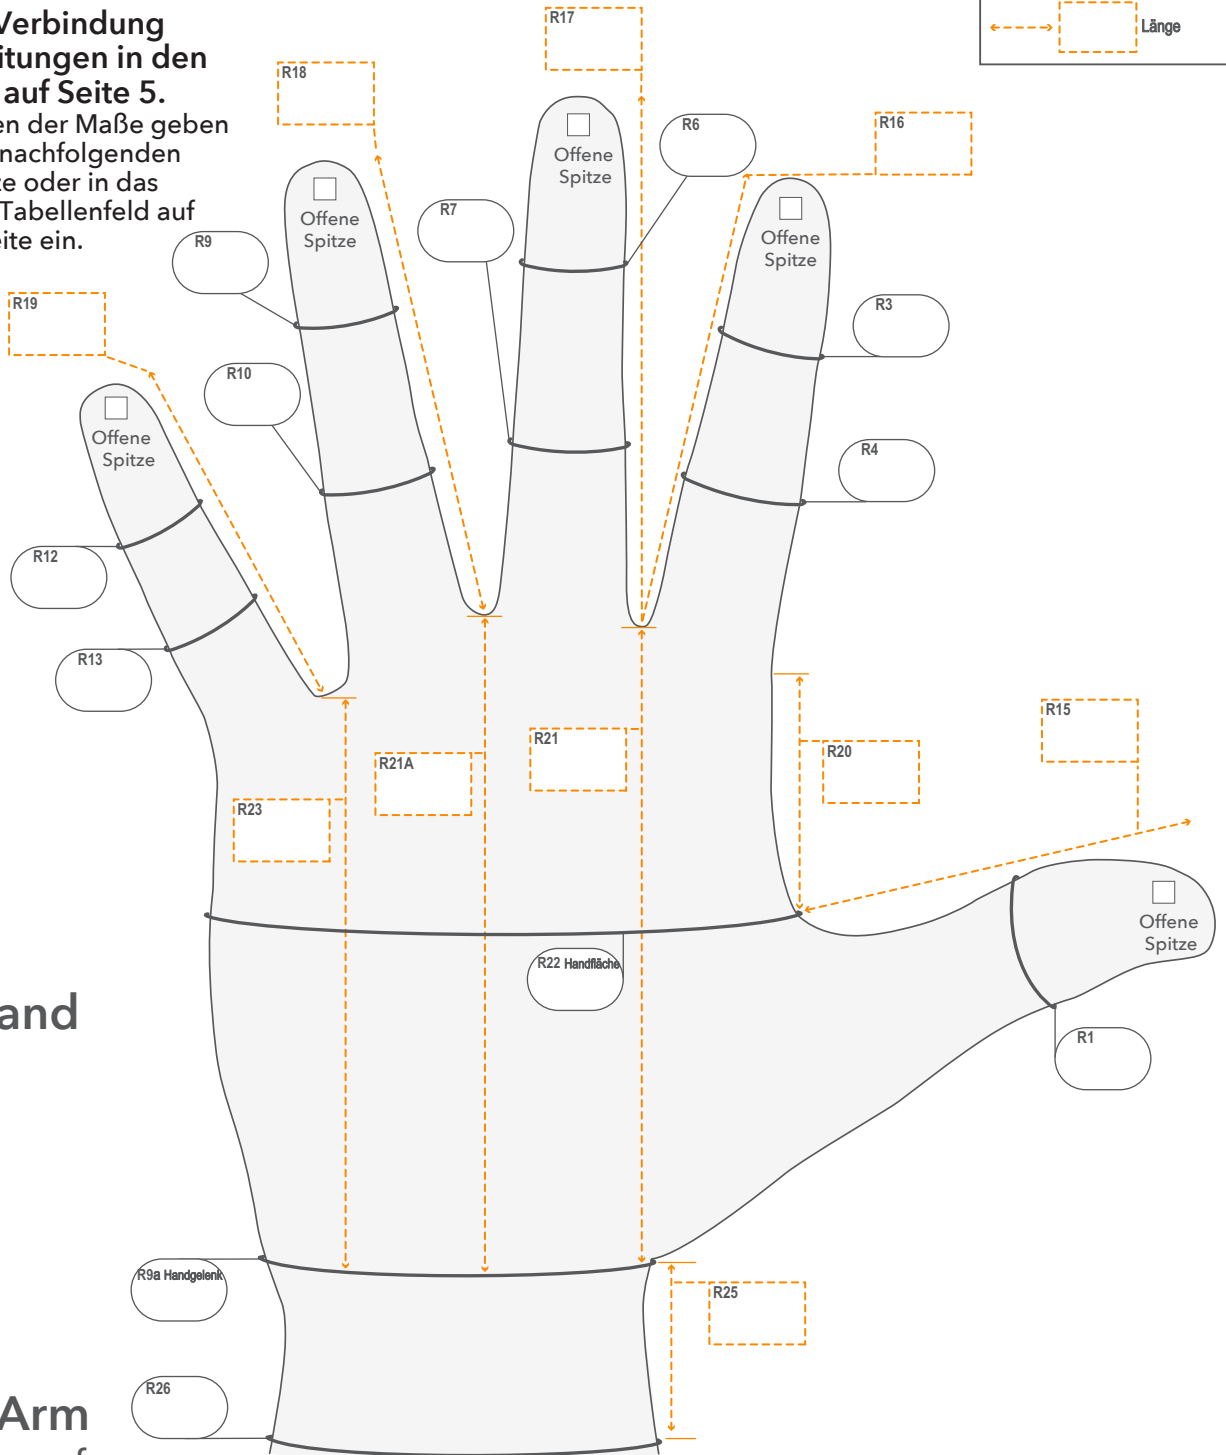 Verbindung
itungen in den
auf Seite 5.
en der Maße geben
nachfolgenden
ze oder in das
Tabellenfeld auf
eite ein.
Länge
R17
R18
R6
R16
Offene
Spitze
Offene
Spitze
R7
Offene
Spitze
R9
R19
R3
R10
Offene
Spitze
R4
R12
R13
R15
R21
R20
R21A
R23
Offene
Spitze
R22 Handfläche
and
R1
R9a Handgelenk
R25
R26
Arm